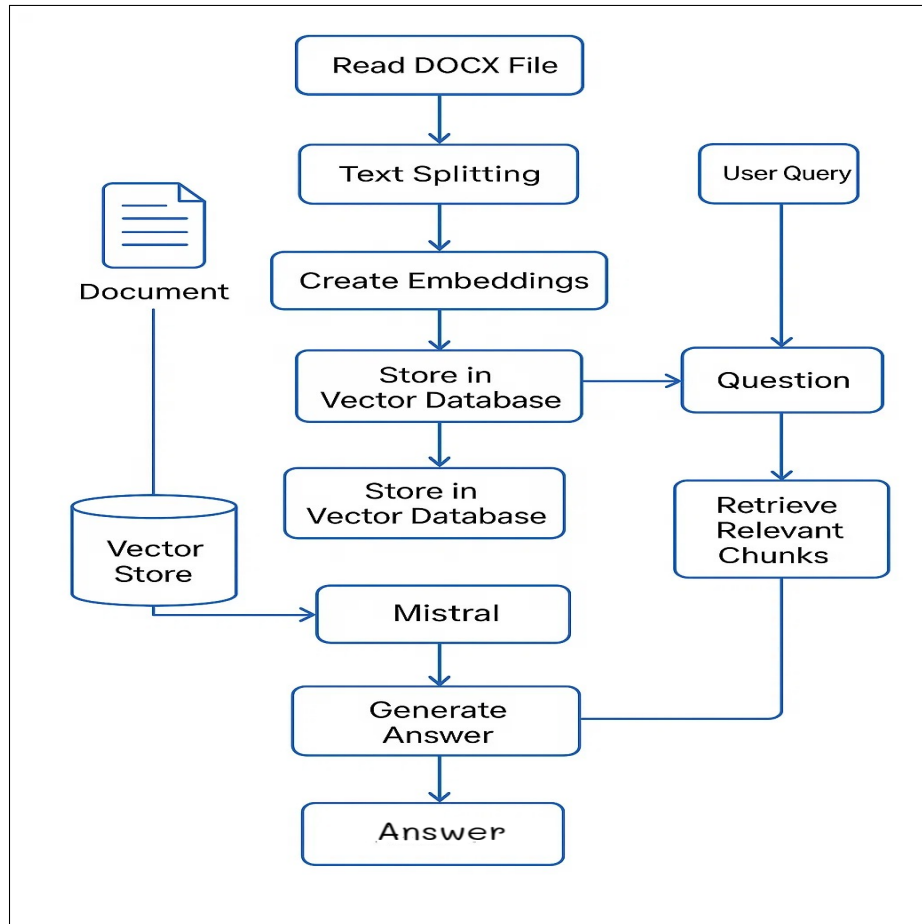 Read DOCX File
Text Splitting
User Query
Document
Create Embeddings
Store in
Vector Database
Question
Store in
Vector Database
Retrieve
Relevant
Chunks
Vector
Store
Mistral
Generate
Answer
Answer